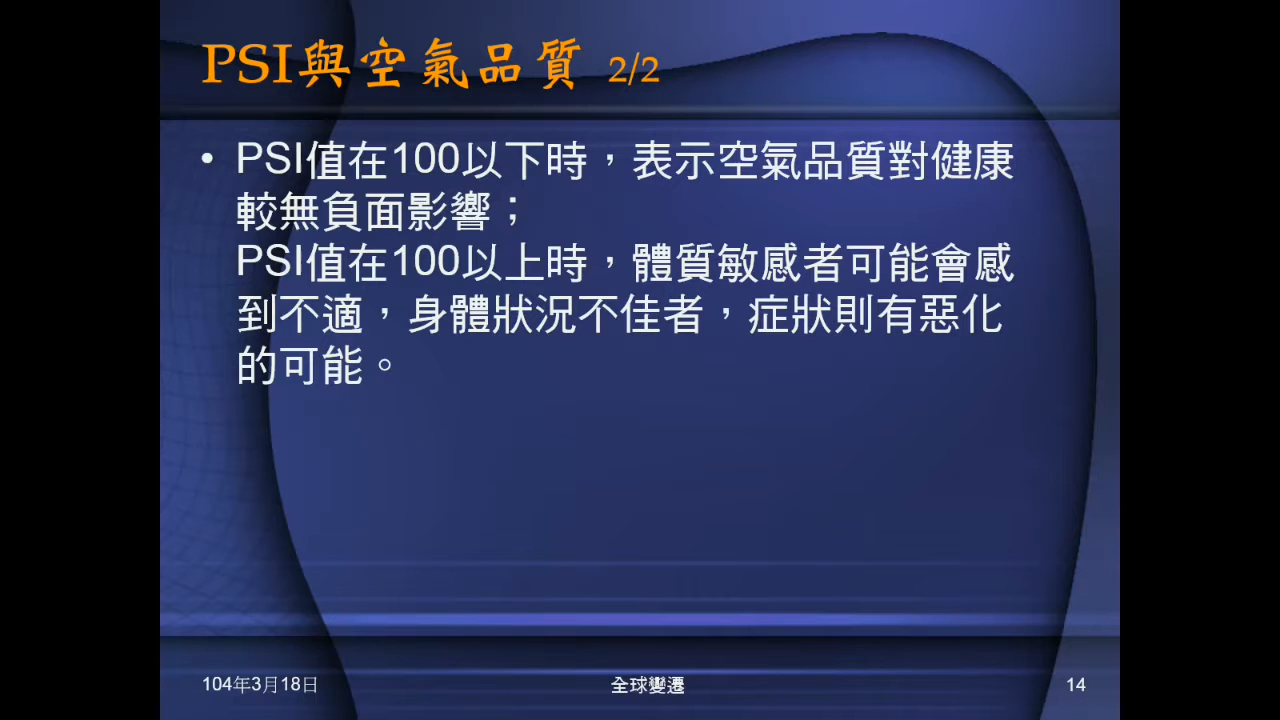 PSI與空氣品質 2/2
• PSI值在100以下時，表示空氣品質對健康
較無負面影響；
PSI值在100以上時，體質敏感者可能會感
到不適，身體狀況不佳者，症狀則有惡化
的可能。
104年3月18日
全球變遷
14